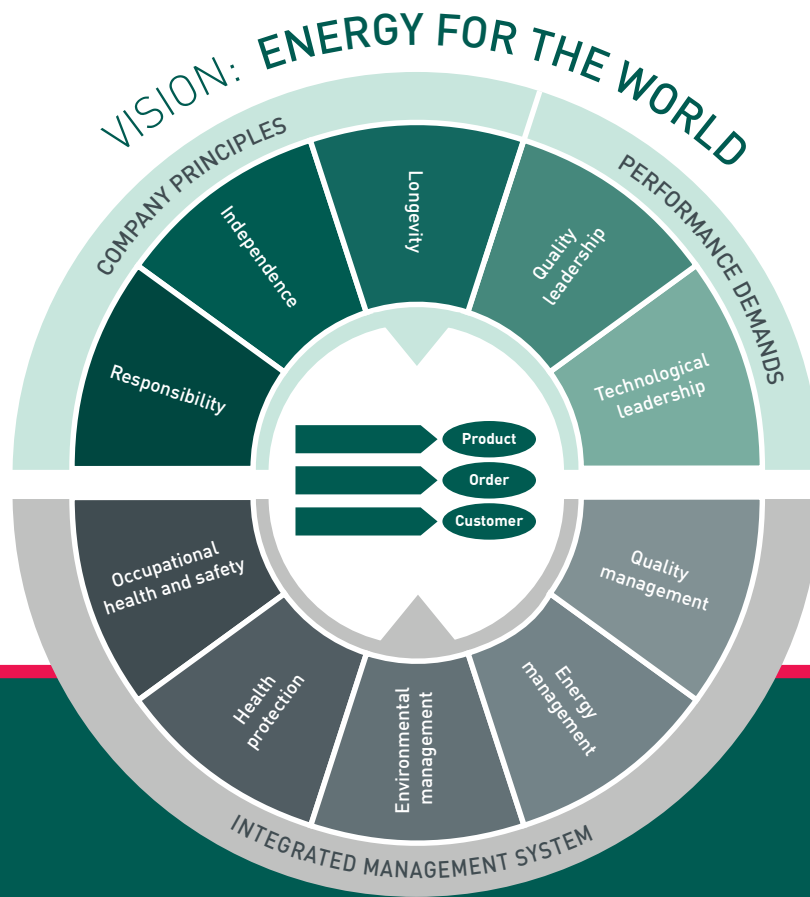 VISION: ENERGY FOR THE WORLD
COMPANY PRINCIPLES
PERFORMANCE DEMANDS
Responsibility
Independence
Longevity
Quality
leadership
Technological
leadership
Product
Order
Customer
Occupational
health and safety
Health
protection
Environmental
management
Energy
management
Quality
management
INTEGRATED MANAGEMENT SYSTEM